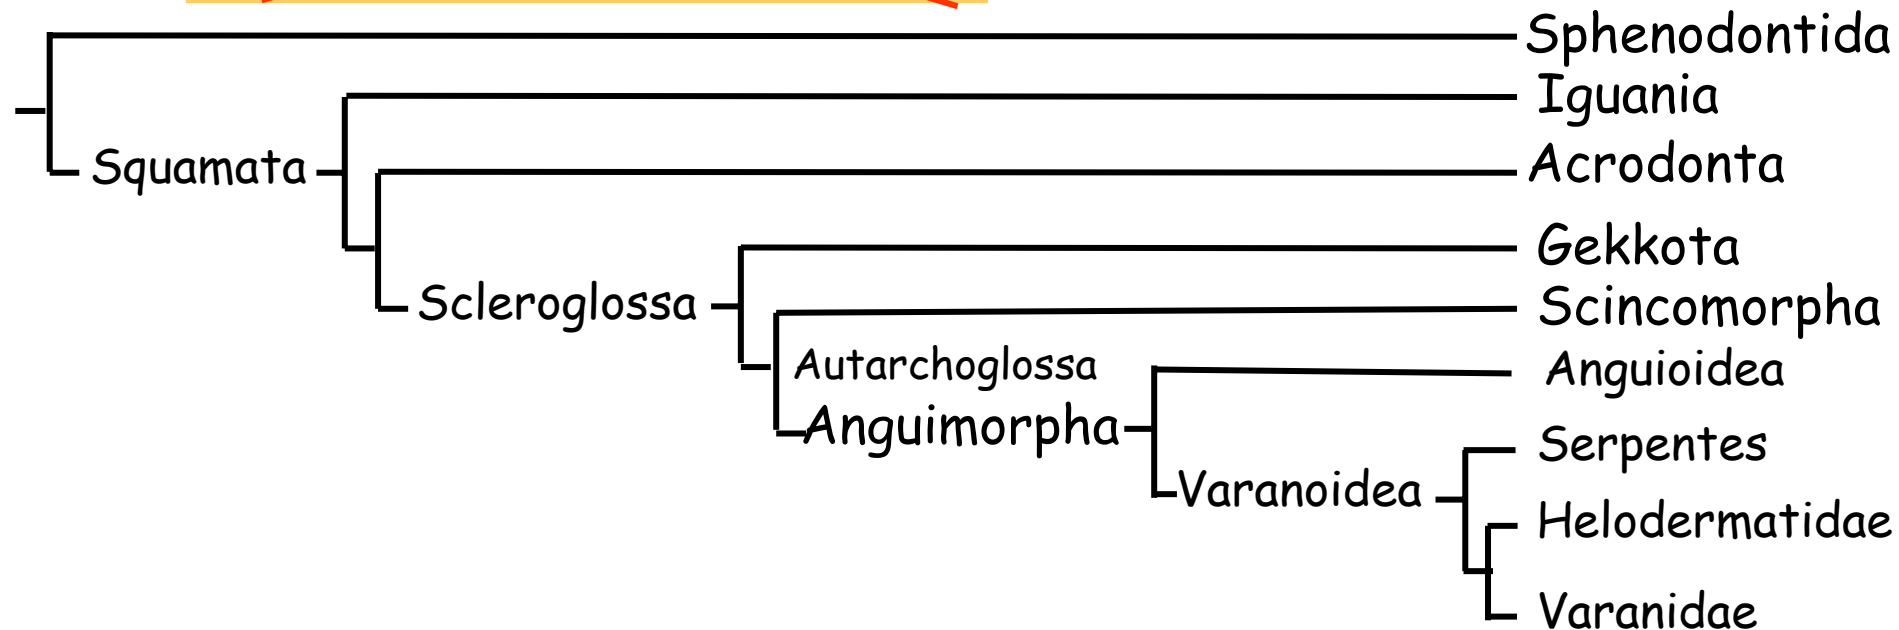 Sphenodontida
Iguania
Squamata
Acrodonta
Gekkota
Scleroglossa
Scincomorpha
Autarchoglossa
Anguioidea
Anguimorpha
Serpentes
Varanoidea
Helodermatidae
Varanidae